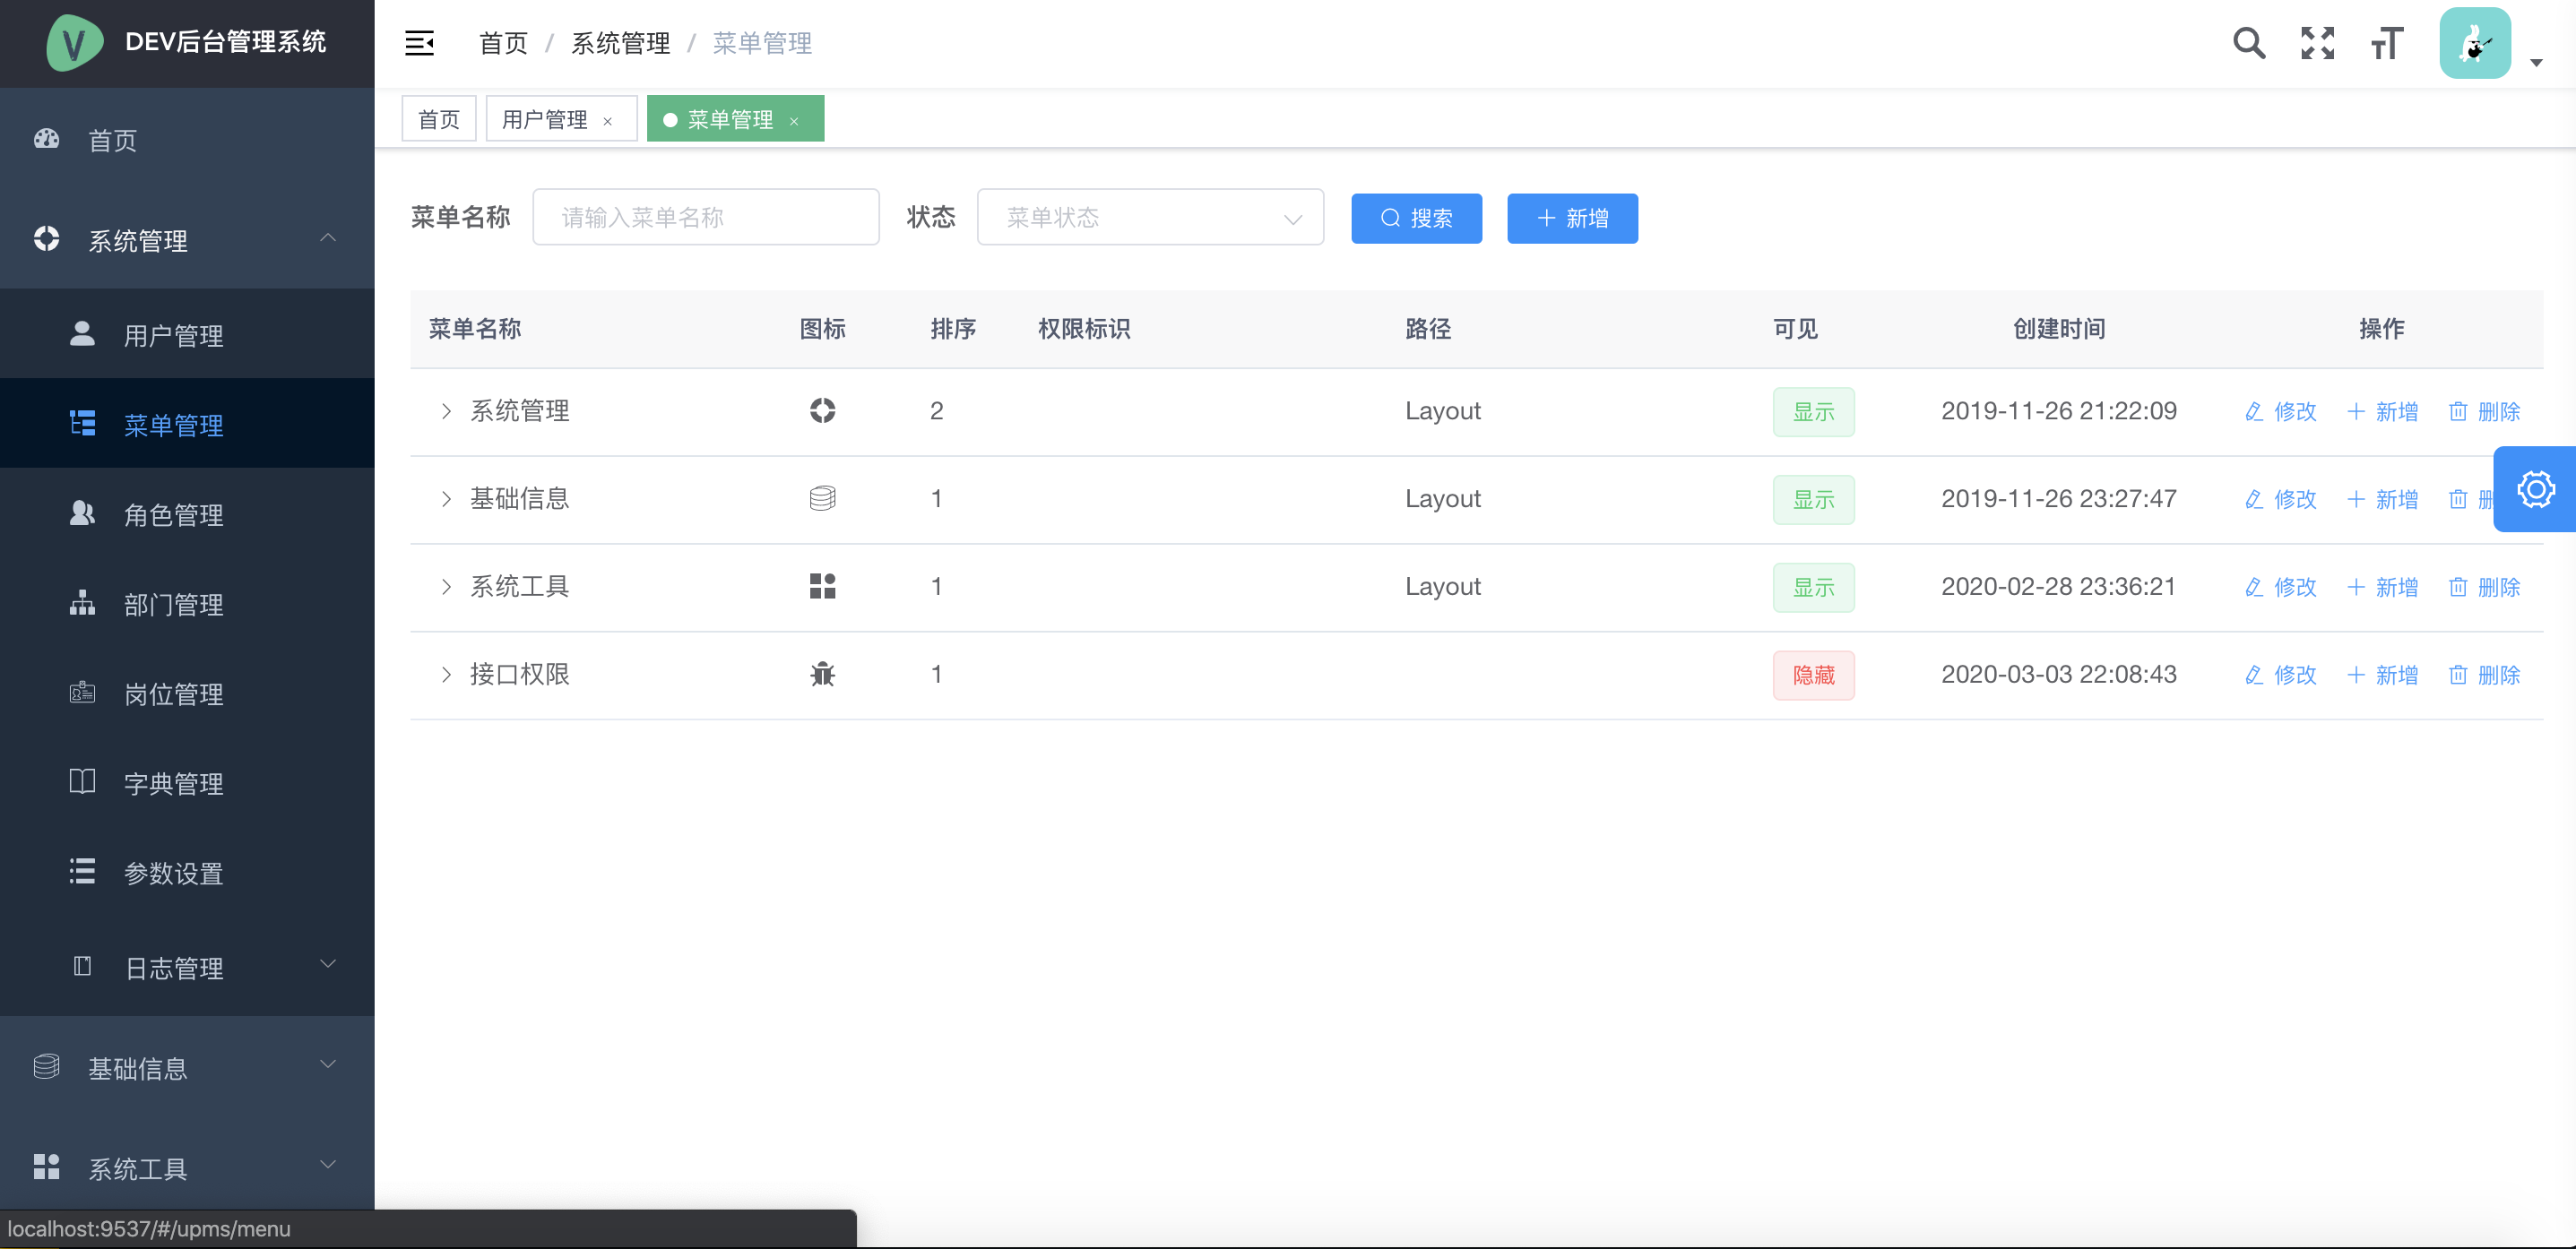 DEV后台管理系统
首页 / 系统管理 / 菜单管理
首页
用户管理 ×
菜单管理 ×
首页
系统管理
用户管理
菜单管理
角色管理
部门管理
岗位管理
字典管理
参数设置
日志管理
基础信息
系统工具
菜单名称 请输入菜单名称 状态 菜单状态 搜索 新增
菜单名称 图标 排序 权限标识 路径 可见 创建时间 操作
系统管理 2 Layout 显示 2019-11-26 21:22:09 修改 新增 删除
基础信息 1 Layout 显示 2019-11-26 23:27:47 修改 新增
系统工具 1 Layout 显示 2020-02-28 23:36:21 修改 新增 删除
接口权限 1 隐藏 2020-03-03 22:08:43 修改 新增 删除
localhost:9537/#/upms/menu